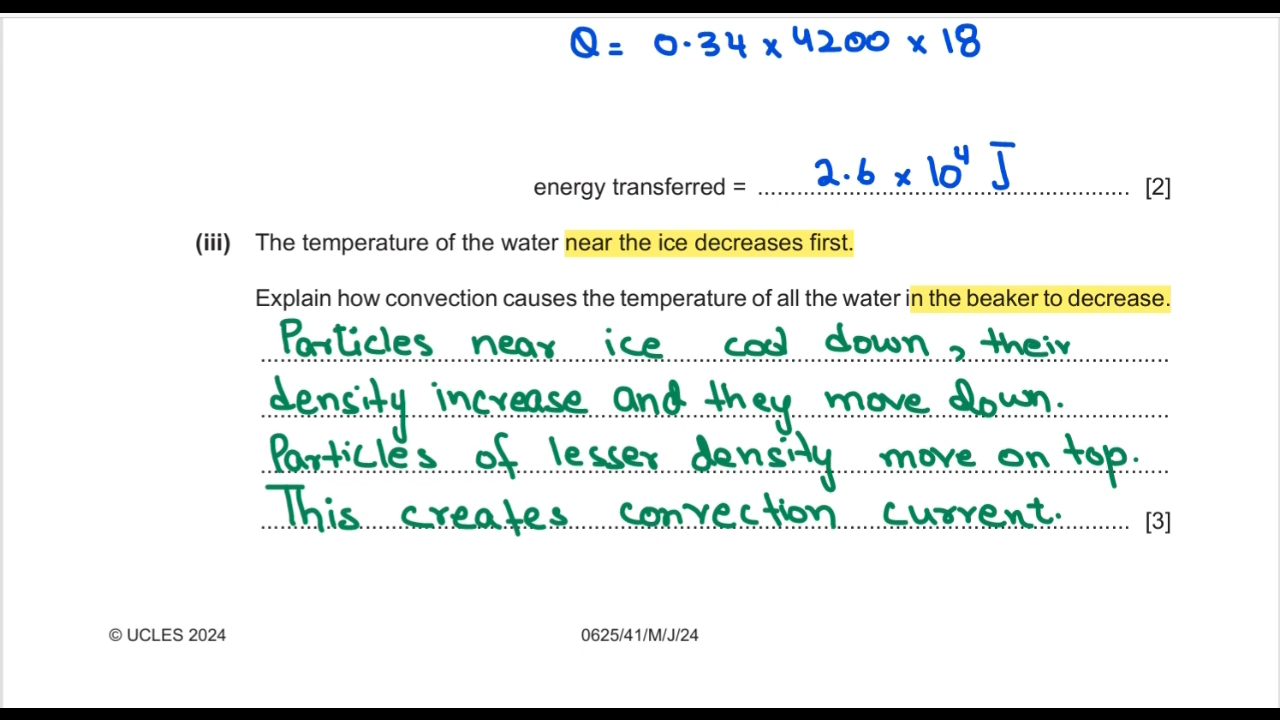 Q = 0.34 x 4200 x 18
energy transferred = 2.6 x 10⁴ J [2]
(iii) The temperature of the water near the ice decreases first.
Explain how convection causes the temperature of all the water in the beaker to decrease.
Particles near ice cool down, their
density increase and they move down.
Particles of lesser density move on top.
This creates convection current. [3]
© UCLES 2024 0625/41/M/J/24